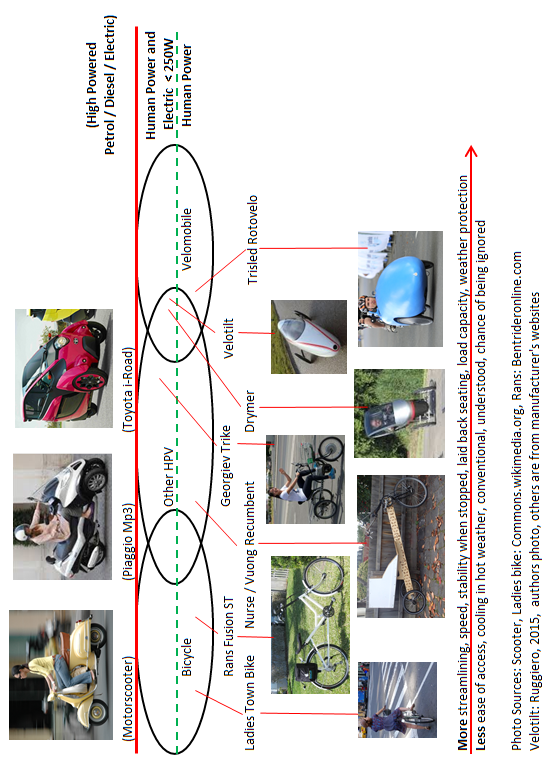 (High Powered
Petrol / Diesel / Electric)
Human Power and
Electric < 250W
Human Power
(Motorscooter)
(Piaggio Mp3)
(Toyota i-Road)
Bicycle
Other HPV
Velomobile
Ladies Town Bike
Rans Fusion ST
Nurse / Vuong Recumbent
Georgiev Trike
Drymer
Velotilt
Trisled Rotovelo
More streamlining, speed, stability when stopped, laid back seating, load capacity, weather protection
Less ease of access, cooling in hot weather, conventional, understood, chance of being ignored
Photo Sources: Scooter, Ladies bike: Commons.wikimedia.org, Rans: Bentrideronline.com
Velotilt: Ruggiero, 2015,  authors photo, others are from manufacturer's websites